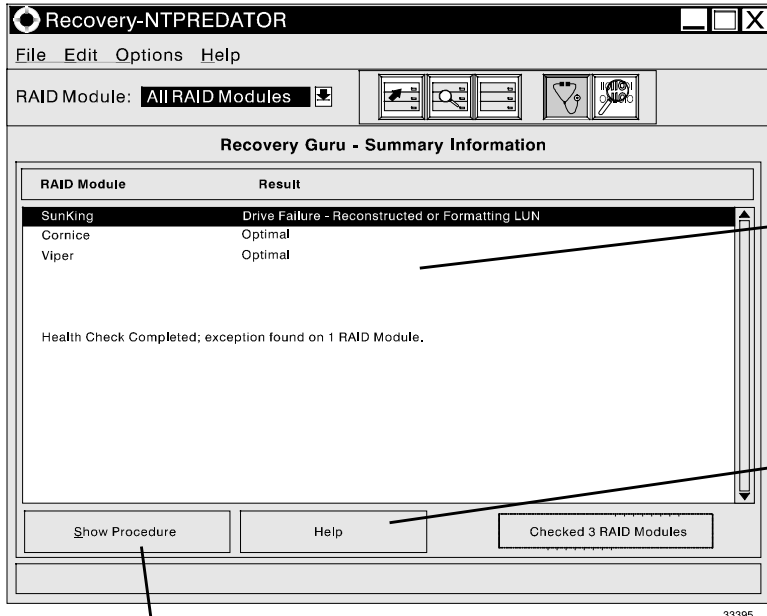 Recovery-NTPREDATOR
File Edit Options Help
RAID Module: All RAID Modules
Recovery Guru - Summary Information
RAID Module Result
SunKing Drive Failure - Reconstructed or Formatting LUN
Cornice Optimal
Viper Optimal
Health Check Completed; exception found on 1 RAID Module.
Show Procedure Help Checked 3 RAID Modules
33395